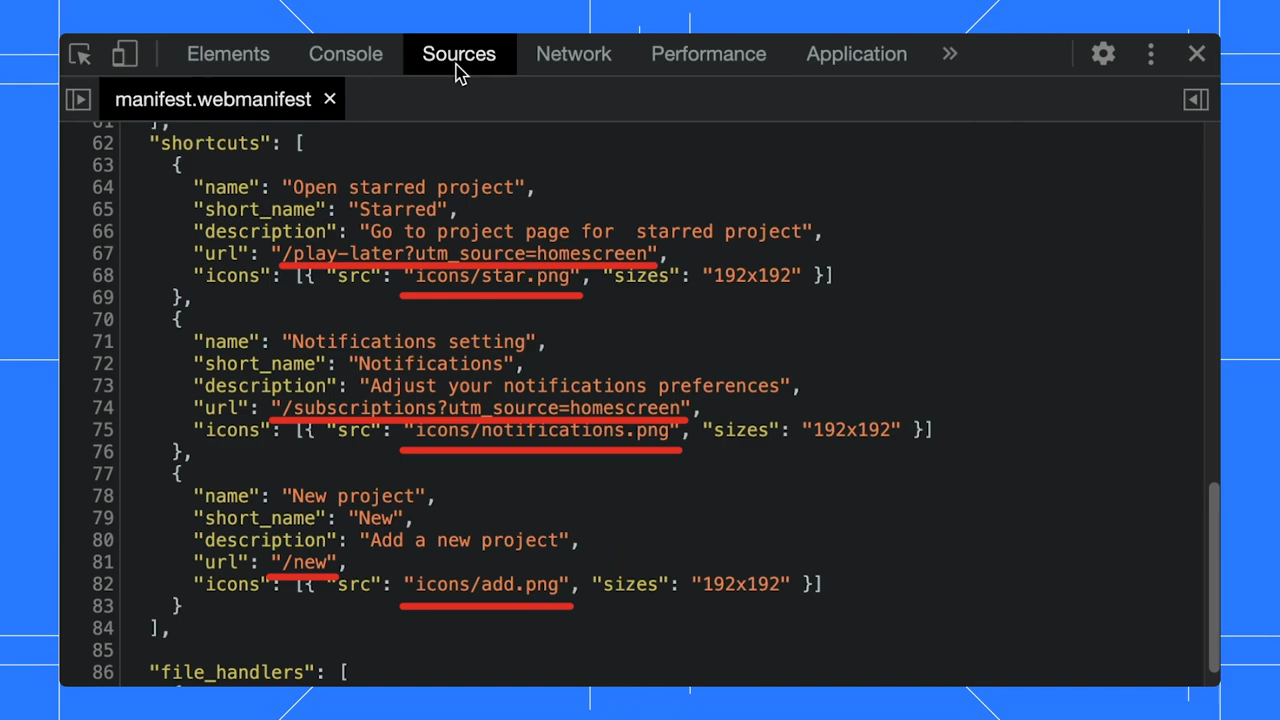 Elements Console Sources Network Performance Application »
manifest.webmanifest ×
61 ],
62 "shortcuts": [
63 {
64 "name": "Open starred project",
65 "short_name": "Starred",
66 "description": "Go to project page for  starred project",
67 "url": "/play-later?utm_source=homescreen",
68 "icons": [{ "src": "icons/star.png", "sizes": "192x192" }]
69 },
70 {
71 "name": "Notifications setting",
72 "short_name": "Notifications",
73 "description": "Adjust your notifications preferences",
74 "url": "/subscriptions?utm_source=homescreen",
75 "icons": [{ "src": "icons/notifications.png", "sizes": "192x192" }]
76 },
77 {
78 "name": "New project",
79 "short_name": "New",
80 "description": "Add a new project",
81 "url": "/new",
82 "icons": [{ "src": "icons/add.png", "sizes": "192x192" }]
83 }
84 ],
85
86 "file_handlers": [